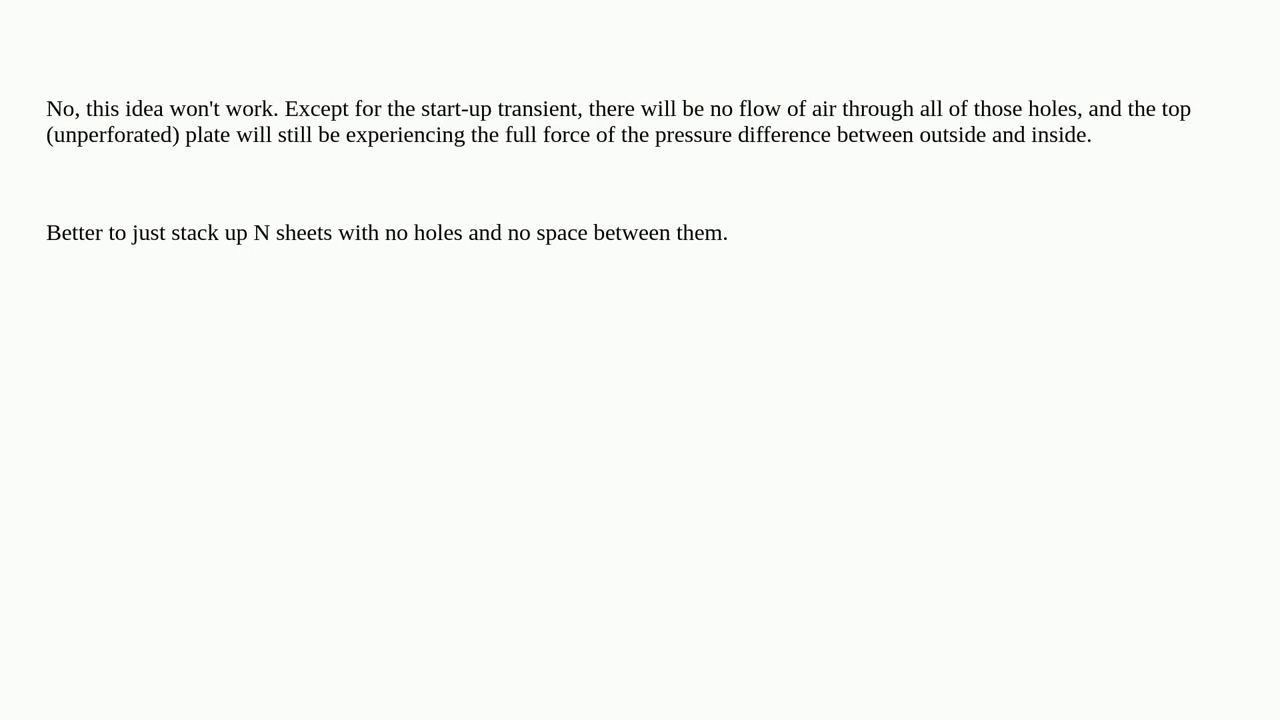 No, this idea won't work. Except for the start-up transient, there will be no flow of air through all of those holes, and the top
(unperforated) plate will still be experiencing the full force of the pressure difference between outside and inside.
Better to just stack up N sheets with no holes and no space between them.